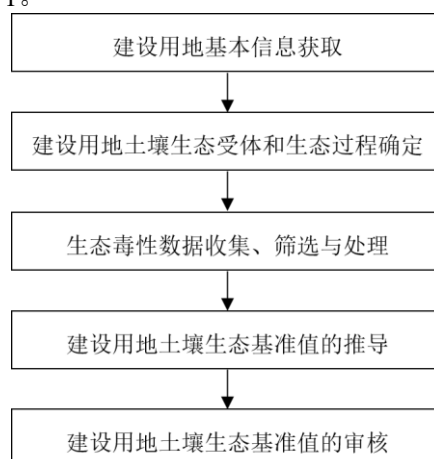 1。
建设用地基本信息获取
建设用地土壤生态受体和生态过程确定
生态毒性数据收集、筛选与处理
建设用地土壤生态基准值的推导
建设用地土壤生态基准值的审核